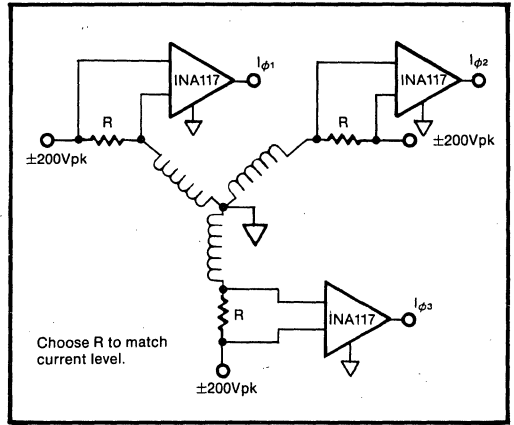 Iφ1
INA117
R
±200Vpk
Iφ2
INA117
R
±200Vpk
Iφ3
INA117
R
Choose R to match
current level.
±200Vpk